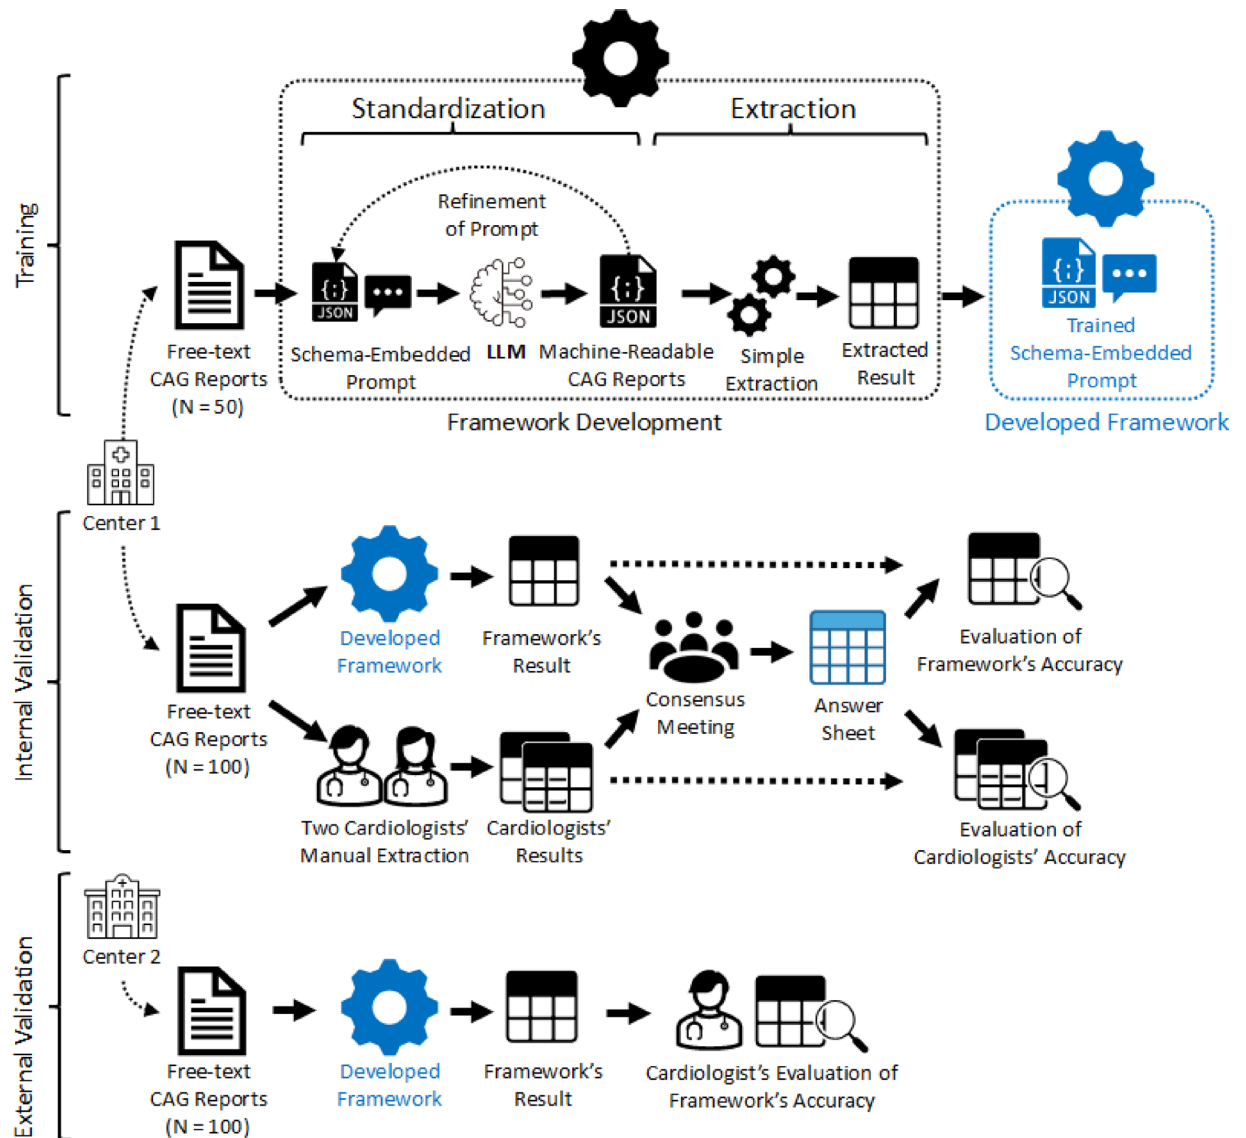 Training
Standardization
Extraction
Refinement
of Prompt
{;}
JSON
{;}
JSON
{;}
JSON
Free-text
CAG Reports
(N = 50)
Schema-Embedded
Prompt
LLM
Machine-Readable
CAG Reports
Simple
Extraction
Extracted
Result
Trained
Schema-Embedded
Prompt
Framework Development
Developed Framework
Center 1
Internal Validation
Free-text
CAG Reports
(N = 100)
Developed
Framework
Framework's
Result
Two Cardiologists'
Manual Extraction
Cardiologists'
Results
Consensus
Meeting
Answer
Sheet
Evaluation of
Framework's Accuracy
Evaluation of
Cardiologists' Accuracy
External Validation
Center 2
Free-text
CAG Reports
(N = 100)
Developed
Framework
Framework's
Result
Cardiologist's Evaluation of
Framework's Accuracy